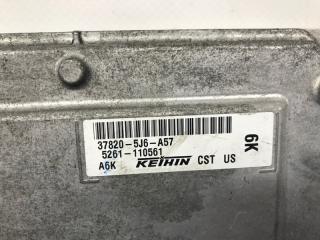 37820-5J6-A57
5261-110561
A6K KEIHIN CST US
6K